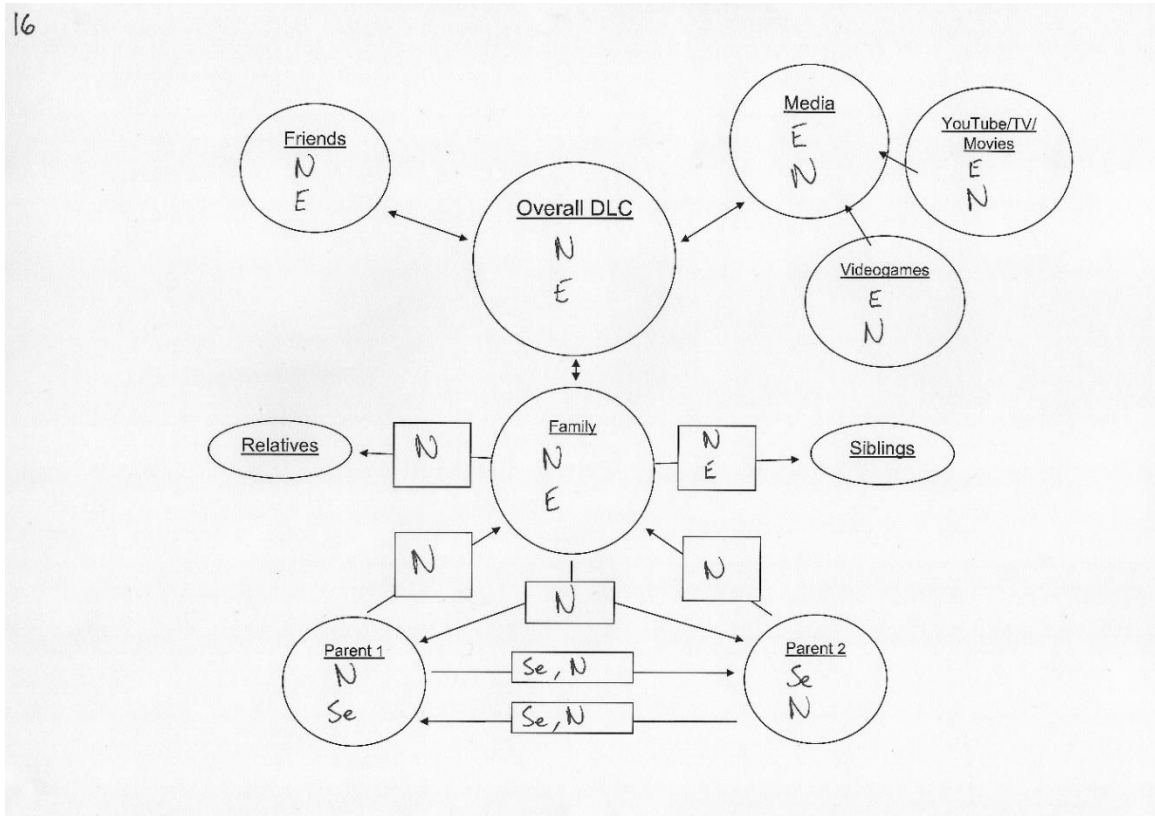 16
Friends
N
E
Overall DLC
N
E
Media
E
N
YouTube/TV/
Movies
E
N
Videogames
E
N
Relatives
N
Family
N
E
N
E
Siblings
N
N
N
Parent 1
N
Se
Se, N
Se, N
Parent 2
Se
N